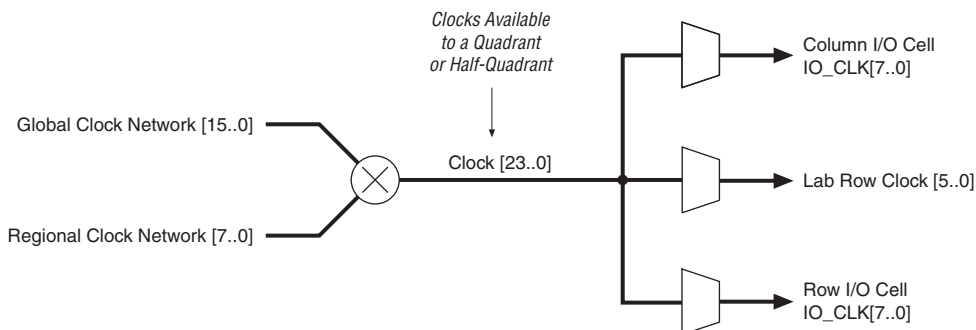 Clocks Available
to a Quadrant
or Half-Quadrant
Column I/O Cell
IO_CLK[7..0]
Global Clock Network [15..0]
Clock [23..0]
Lab Row Clock [5..0]
Regional Clock Network [7..0]
Row I/O Cell
IO_CLK[7..0]